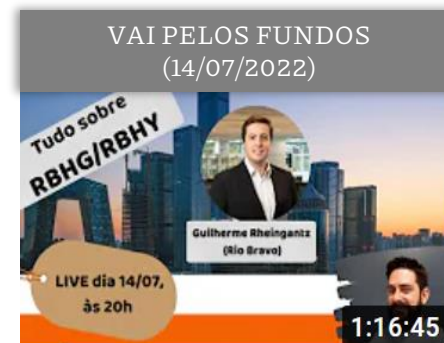 VAI PELOS FUNDOS
(14/07/2022)
Tudo sobre
RBHG/RBHY
Guilherme Rheingantz
(Rio Bravo)
LIVE dia 14/07,
às 20h
1:16:45